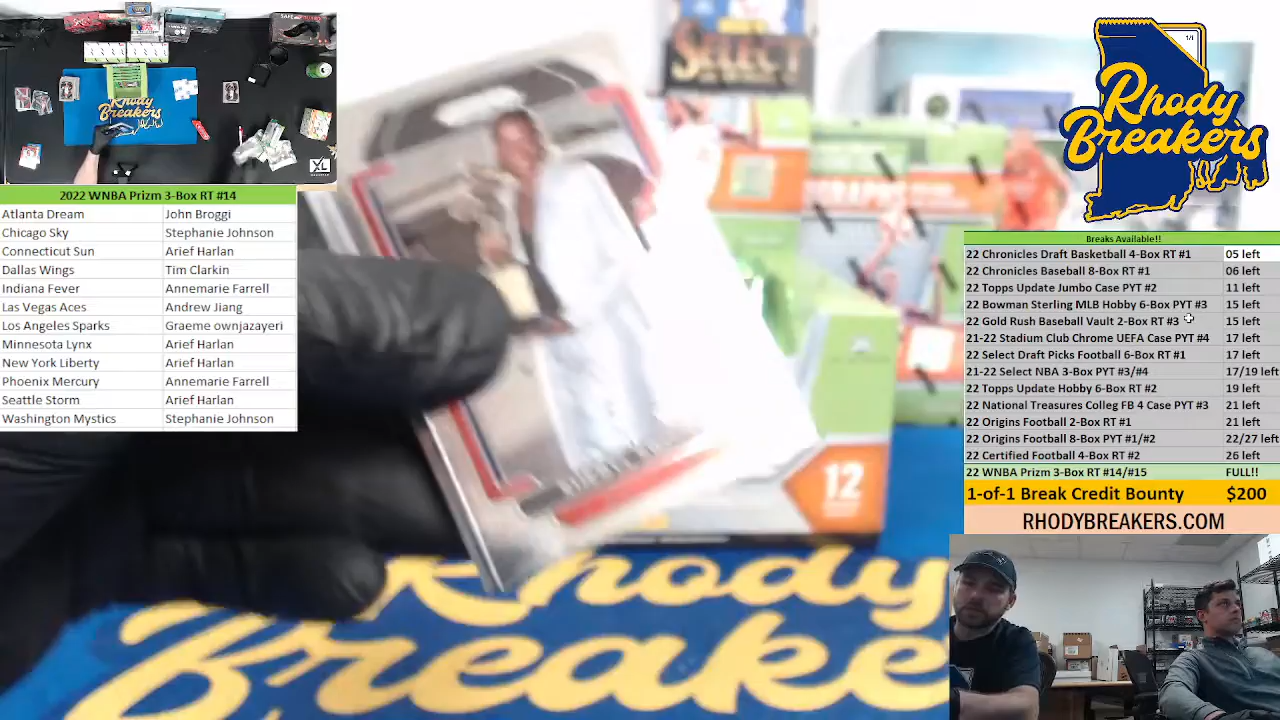 SELECT
Rhody
Breakers
XL
2022 WNBA Prizm 3-Box RT #14
Atlanta Dream John Broggi
Chicago Sky Stephanie Johnson
Connecticut Sun Arief Harlan
Dallas Wings Tim Clarkin
Indiana Fever Annemarie Farrell
Las Vegas Aces Andrew Jiang
Los Angeles Sparks Graeme ownjazayeri
Minnesota Lynx Arief Harlan
New York Liberty Arief Harlan
Phoenix Mercury Annemarie Farrell
Seattle Storm Arief Harlan
Washington Mystics Stephanie Johnson
1/1
Rhody
Breakers
Breaks Available!!
22 Chronicles Draft Basketball 4-Box RT #1 05 left
22 Chronicles Baseball 8-Box RT #1 06 left
22 Topps Update Jumbo Case PYT #2 11 left
22 Bowman Sterling MLB Hobby 6-Box PYT #3 15 left
22 Gold Rush Baseball Vault 2-Box RT #3 15 left
21-22 Stadium Club Chrome UEFA Case PYT #4 17 left
22 Select Draft Picks Football 6-Box RT #1 17 left
21-22 Select NBA 3-Box PYT #3/#4 17/19 left
22 Topps Update Hobby 6-Box RT #2 19 left
22 National Treasures Colleg FB 4 Case PYT #3 21 left
22 Origins Football 2-Box RT #1 21 left
22 Origins Football 8-Box PYT #1/#2 22/27 left
22 Certified Football 4-Box RT #2 26 left
22 WNBA Prizm 3-Box RT #14/#15 FULL!!
1-of-1 Break Credit Bounty $200
RHODYBREAKERS.COM
12
Rhody
Breake